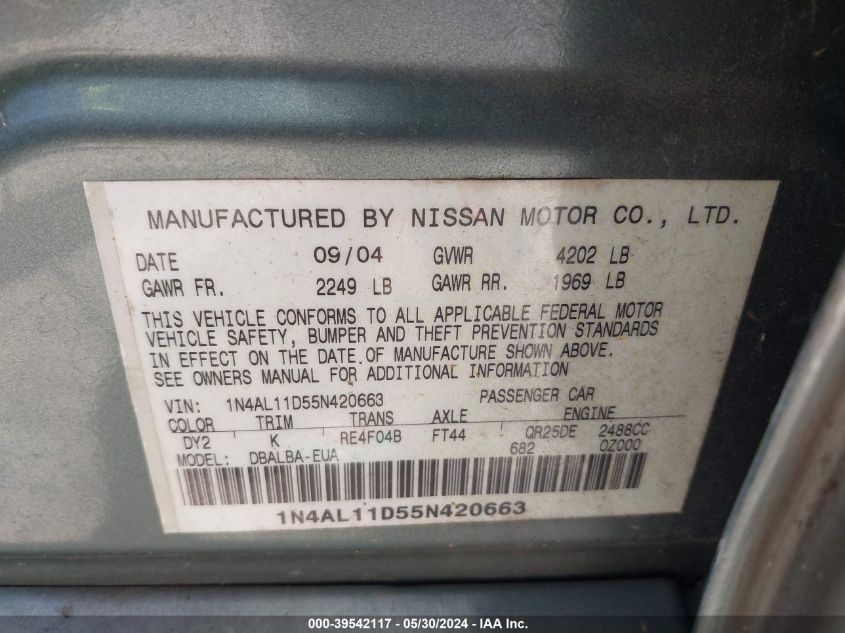 MANUFACTURED BY NISSAN MOTOR CO., LTD.
DATE 09/04 GVWR 4202 LB
GAWR FR. 2249 LB GAWR RR. 1969 LB
THIS VEHICLE CONFORMS TO ALL APPLICABLE FEDERAL MOTOR
VEHICLE SAFETY, BUMPER AND THEFT PREVENTION STANDARDS
IN EFFECT ON THE DATE OF MANUFACTURE SHOWN ABOVE.
SEE OWNERS MANUAL FOR ADDITIONAL INFORMATION
VIN: 1N4AL11D55N420663 PASSENGER CAR
COLOR TRIM TRANS AXLE ENGINE
DY2 K RE4F04B FT44 QR25DE 2488CC
MODEL: DBALBA-EUA 682 0Z000
1N4AL11D55N420663
000-39542117 - 05/30/2024 - IAA Inc.